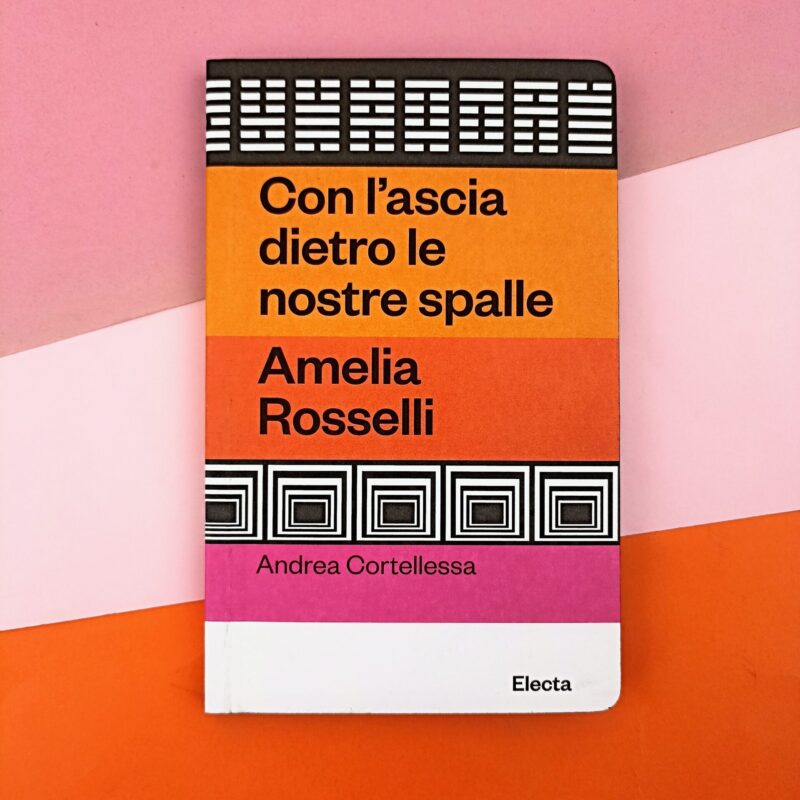 Con l’ascia
dietro le
nostre spalle
Amelia
Rosselli
Andrea Cortellessa
Electa